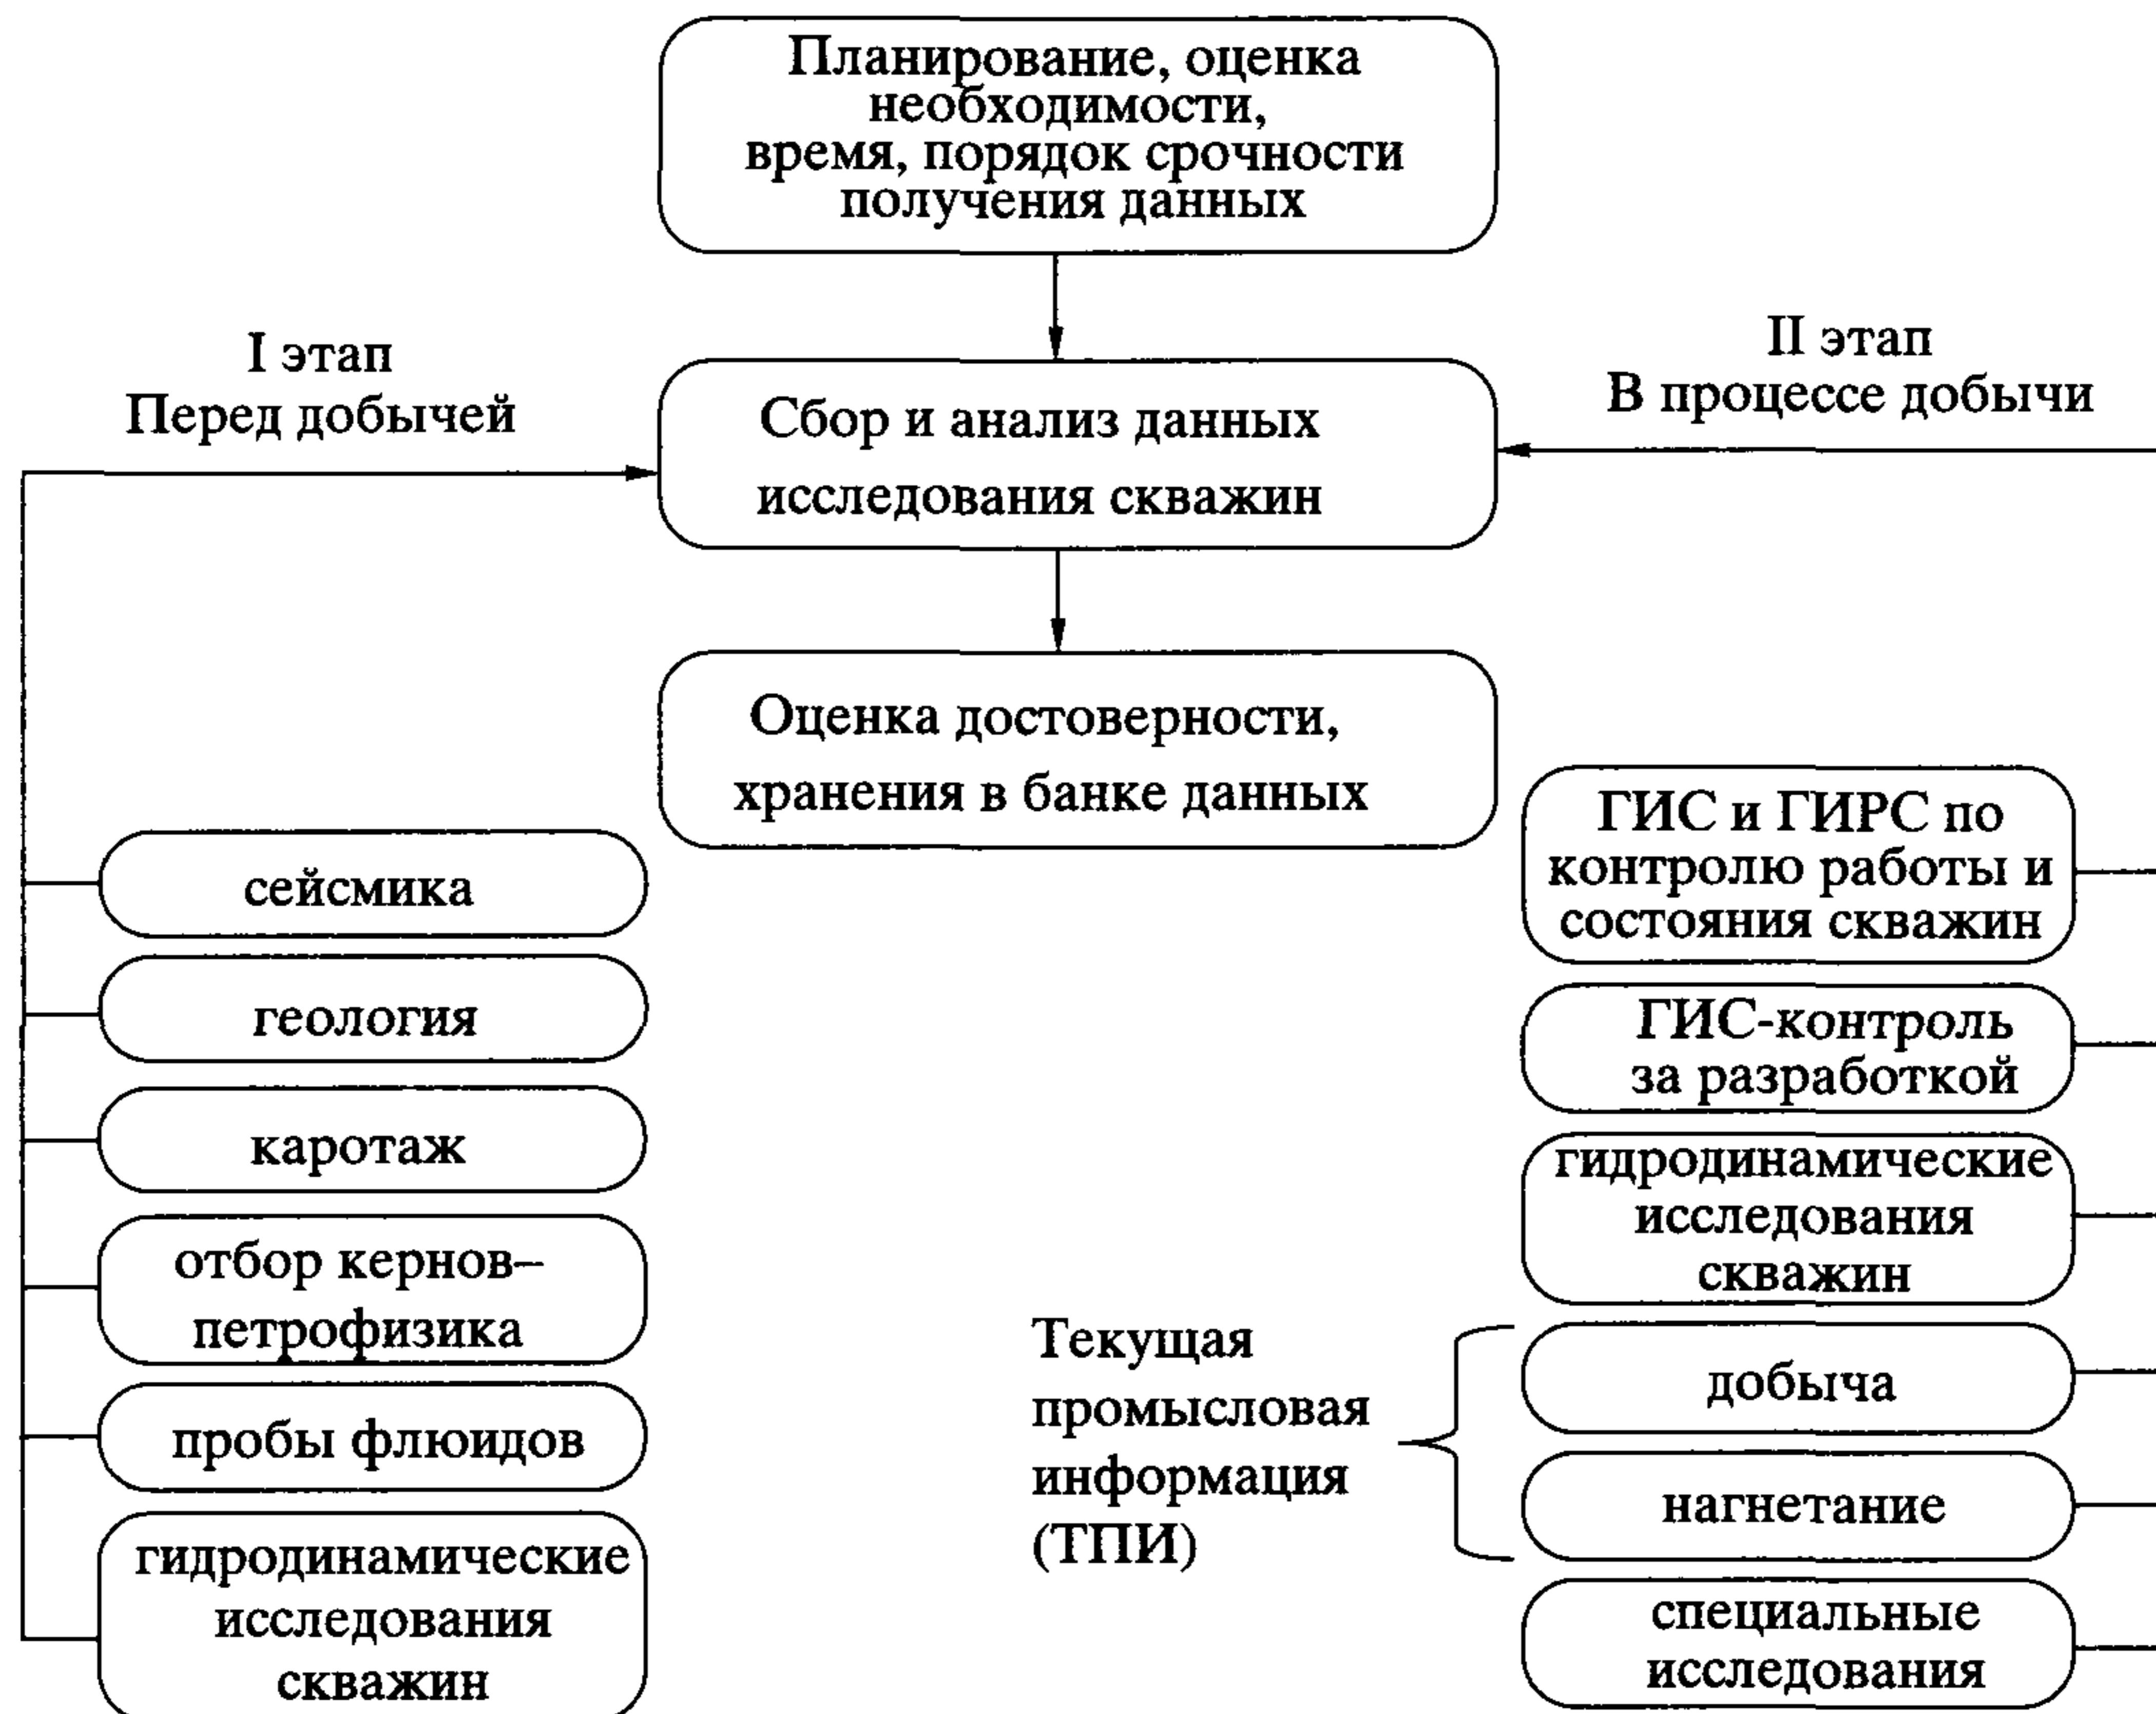 Планирование, оценка
необходимости,
время, порядок срочности
получения данных
I этап
Перед добычей
II этап
В процессе добычи
Сбор и анализ данных
исследования скважин
Оценка достоверности,
хранения в банке данных
сейсмика
геология
каротаж
отбор кернов–
петрофизика
пробы флюидов
гидродинамические
исследования
скважин
Текущая
промысловая
информация
(ТПИ)
ГИС и ГИРС по
контролю работы и
состояния скважин
ГИС-контроль
за разработкой
гидродинамические
исследования
скважин
добыча
нагнетание
специальные
исследования